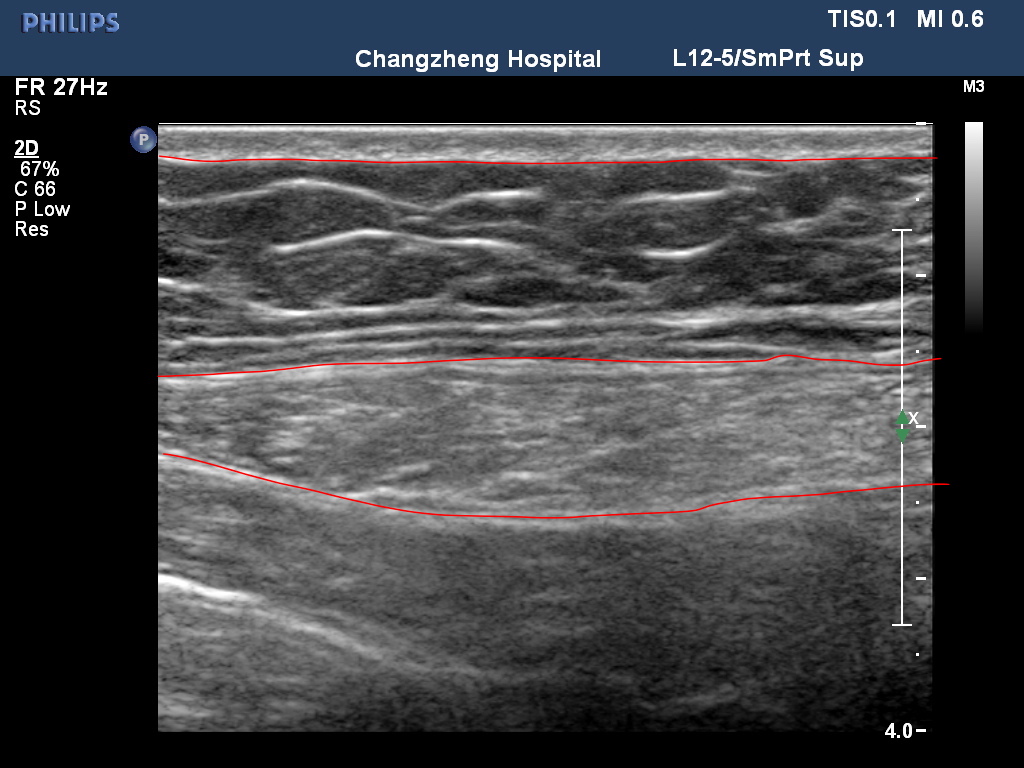 PHILIPS
TIS0.1 MI 0.6
Changzheng Hospital
L12-5/SmPrt Sup
FR 27Hz
RS
M3
P
2D
67%
C 66
P Low
Res
X
4.0